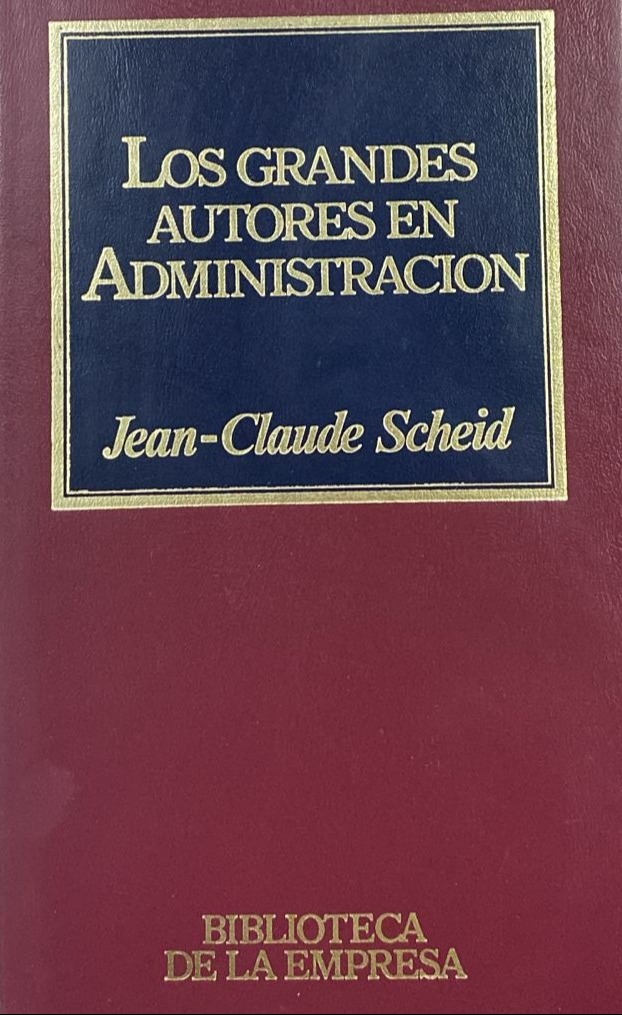 LOS GRANDES
AUTORES EN
ADMINISTRACION
Jean-Claude Scheid
BIBLIOTECA
DE LA EMPRESA